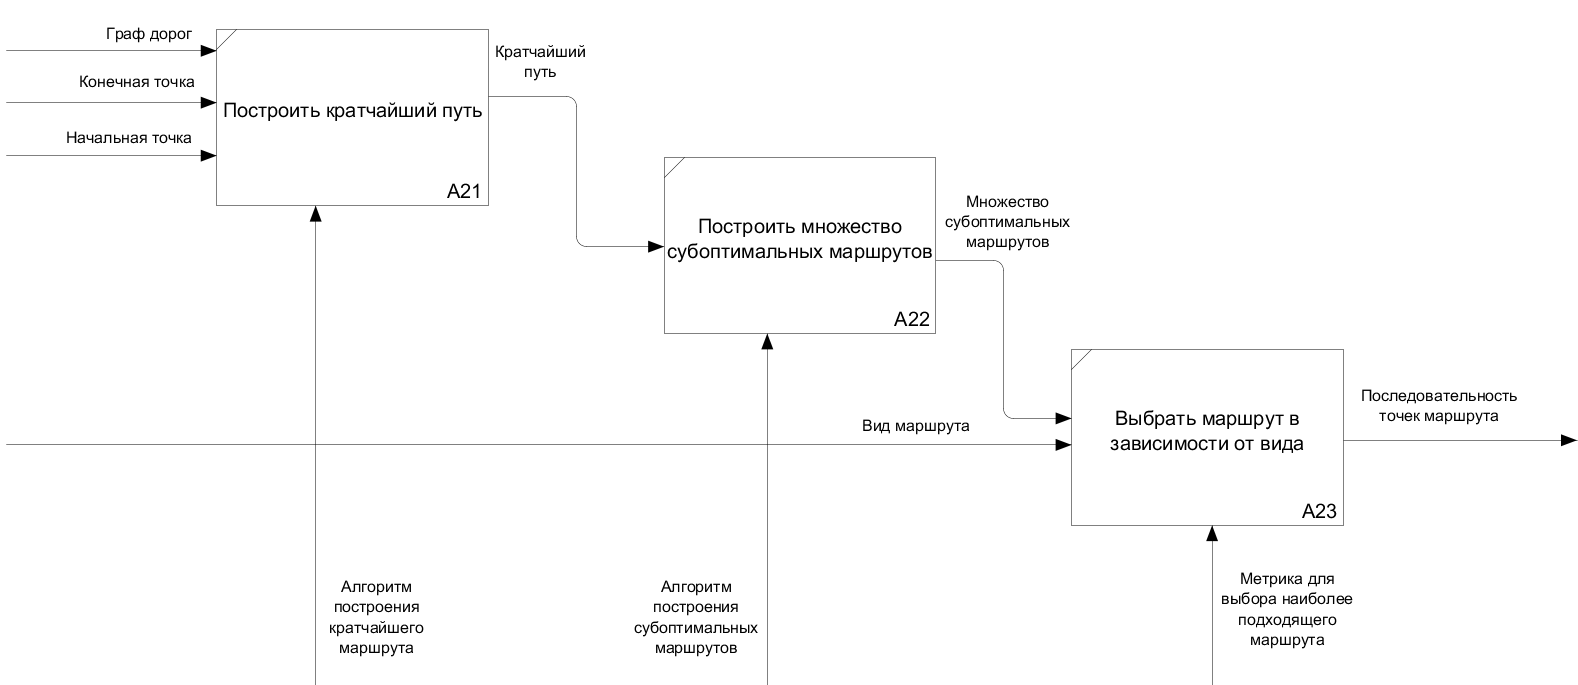 Граф дорог
Конечная точка
Начальная точка
Построить кратчайший путь
A21
Кратчайший
путь
Построить множество
субоптимальных маршрутов
A22
Множество
субоптимальных
маршрутов
Вид маршрута
Выбрать маршрут в
зависимости от вида
A23
Последовательность
точек маршрута
Алгоритм
построения
кратчайшего
маршрута
Алгоритм
построения
субоптимальных
маршрутов
Метрика для
выбора наиболее
подходящего
маршрута